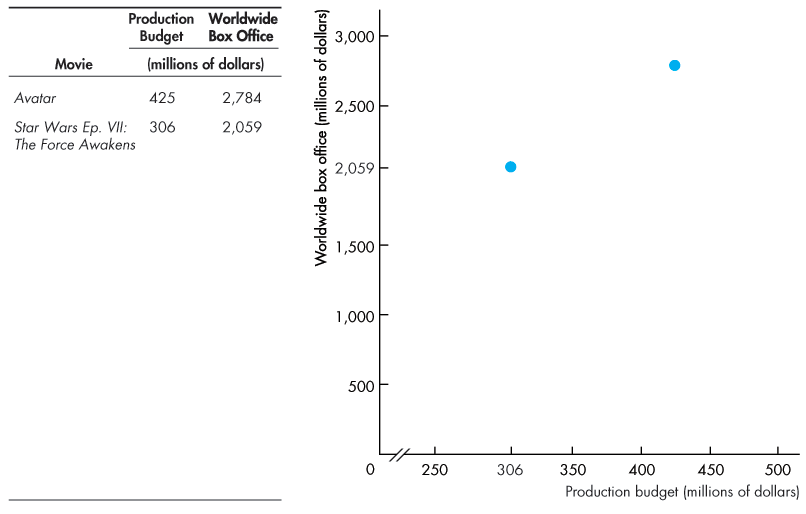 Production Worldwide
Budget Box Office
Movie (millions of dollars)
Avatar 425 2,784
Star Wars Ep. VII: 306 2,059
The Force Awakens
Worldwide box office (millions of dollars)
3,000
2,500
2,059
1,500
1,000
500
0 250 306 350 400 450 500
Production budget (millions of dollars)